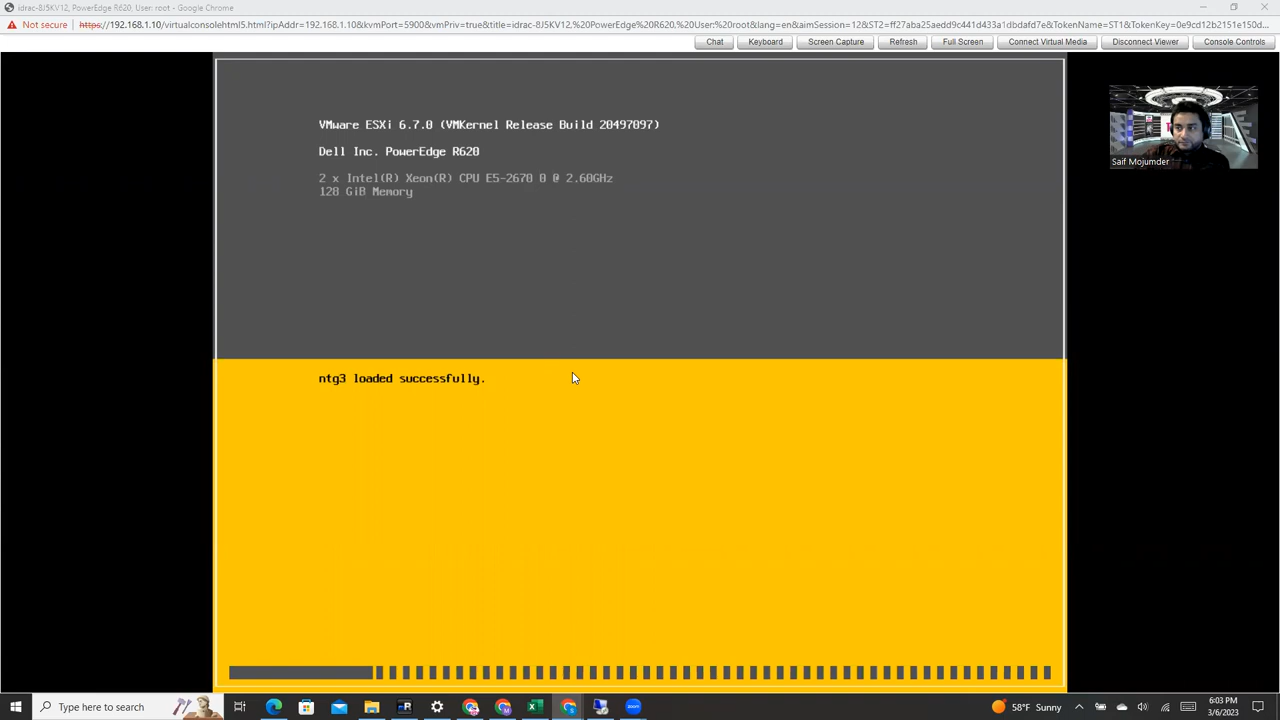 idrac-8J5KV12, PowerEdge R620, User: root - Google Chrome
Not secure https://192.168.1.10/virtualconsolehtml5.html?ipAddr=192.168.1.10&kvmPort=5900&vmPriv=true&title=idrac-8J5KV12,%20PowerEdge%20R620,%20User:%20root&lang=en&aimSession=12&ST2=ff27aba25aedd9c441d433a1dbdafd7e&TokenName=ST1&TokenKey=0e9cd12b2151e150d...
Chat Keyboard Screen Capture Refresh Full Screen Connect Virtual Media Disconnect Viewer Console Controls
VMware ESXi 6.7.0 (VMKernel Release Build 20497097)
Dell Inc. PowerEdge R620
2 x Intel(R) Xeon(R) CPU E5-2670 0 @ 2.60GHz
128 GiB Memory
Saif Mojumder
ntg3 loaded successfully.
Type here to search
58°F Sunny
6:03 PM
3/6/2023